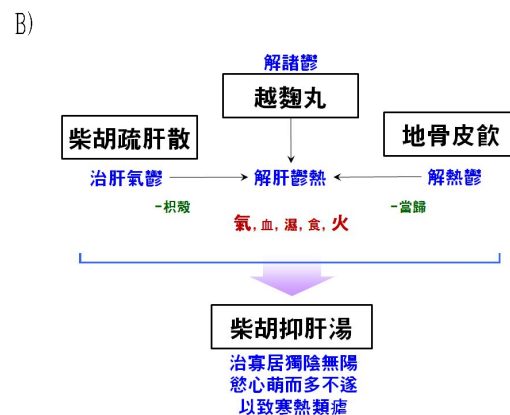 B)
解諸鬱
越麴丸
柴胡疏肝散
地骨皮飲
治肝氣鬱
解肝鬱熱
解熱鬱
-枳殼
-當歸
氣, 血, 濕, 食, 火
柴胡抑肝湯
治寡居獨陰無陽
慾心萌而多不遂
以致寒熱類瘧